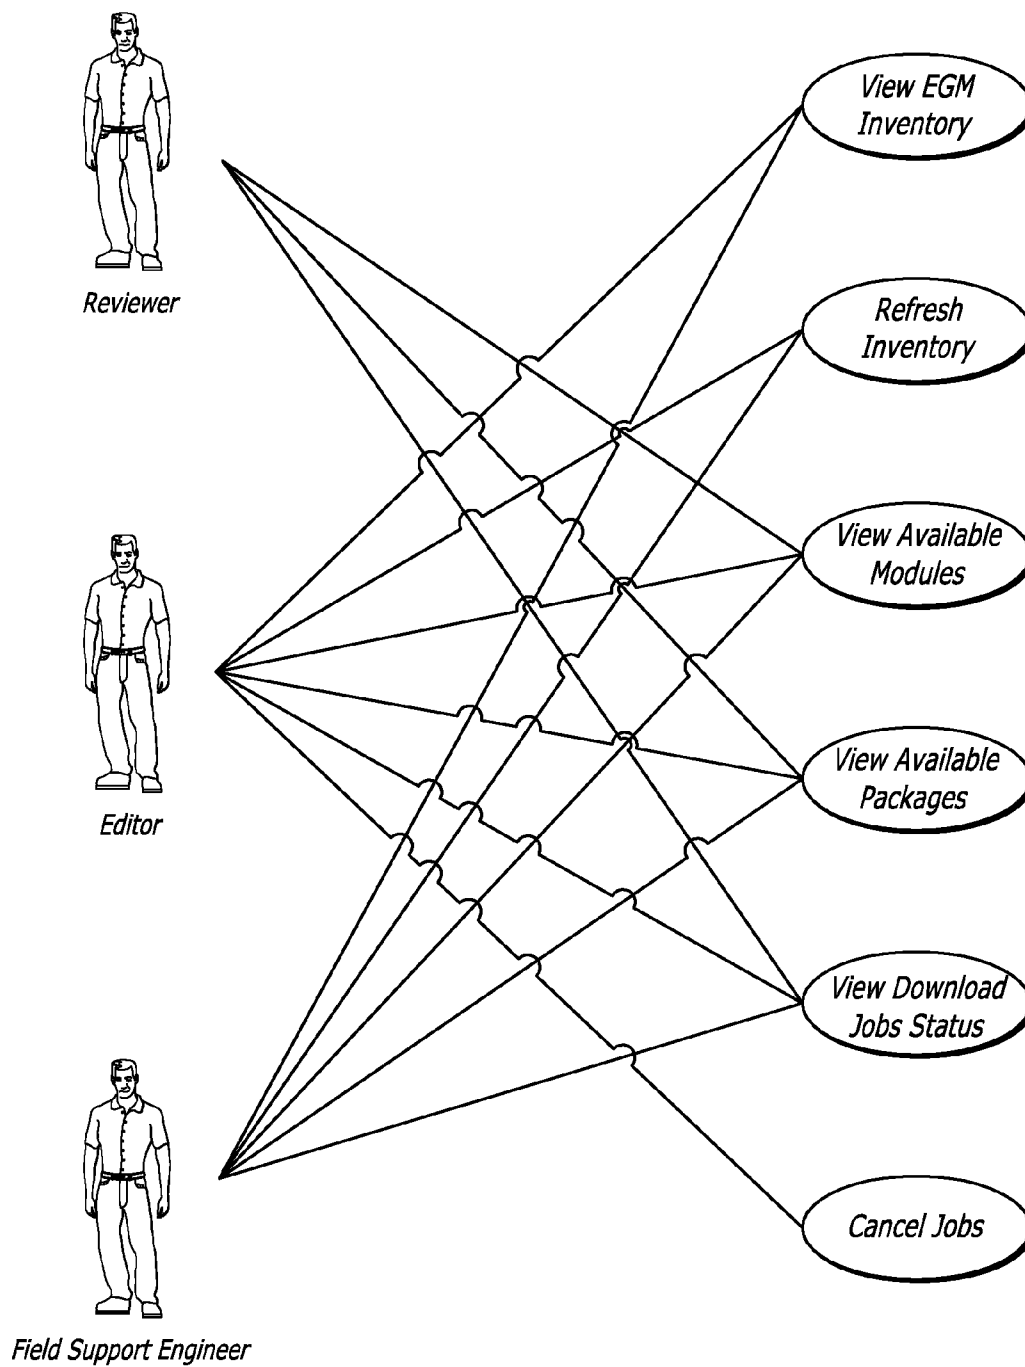 View EGM
Inventory
Reviewer
Refresh
Inventory
View Available
Modules
Editor
View Available
Packages
View Download
Jobs Status
Cancel Jobs
Field Support Engineer